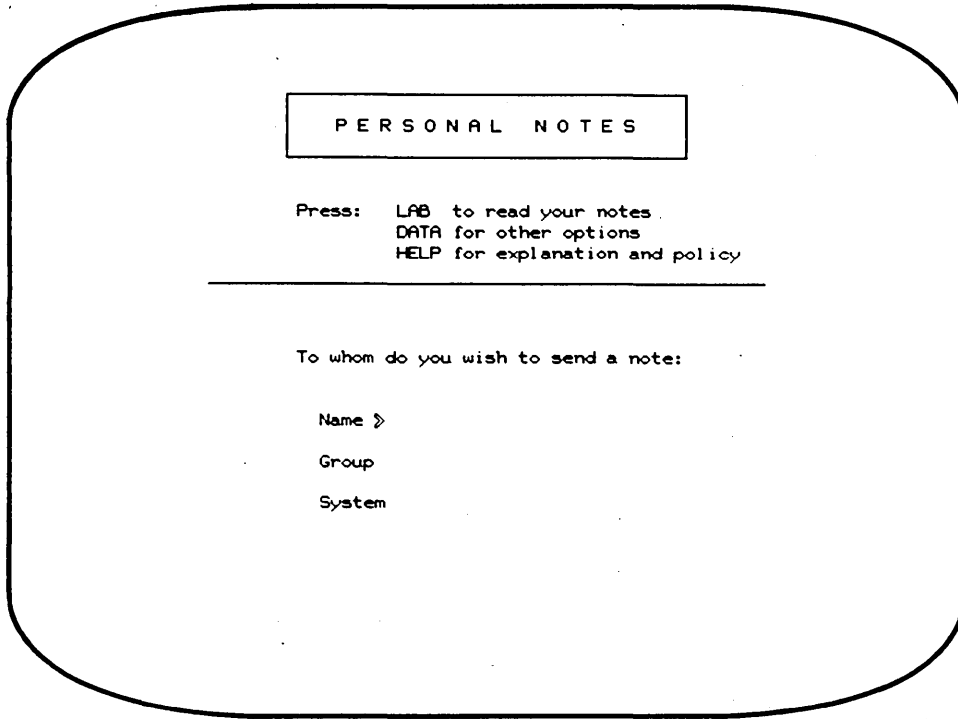 PERSONAL NOTES
Press: LAB to read your notes
DATA for other options
HELP for explanation and policy
To whom do you wish to send a note:
Name ⟫
Group
System